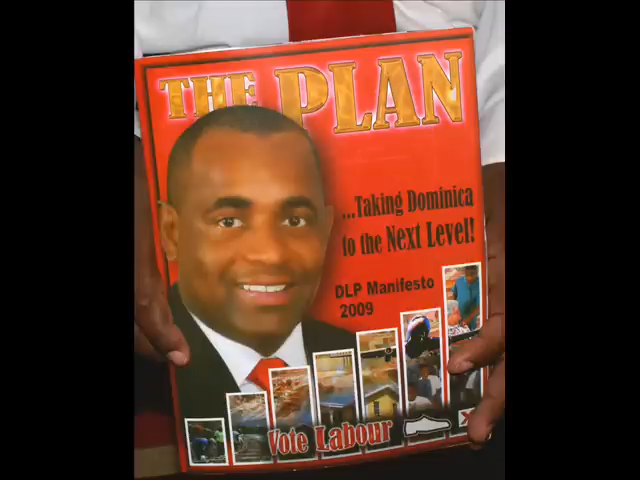 THE PLAN
...Taking Dominica
to the Next Level!
DLP Manifesto
2009
Vote Labour
X